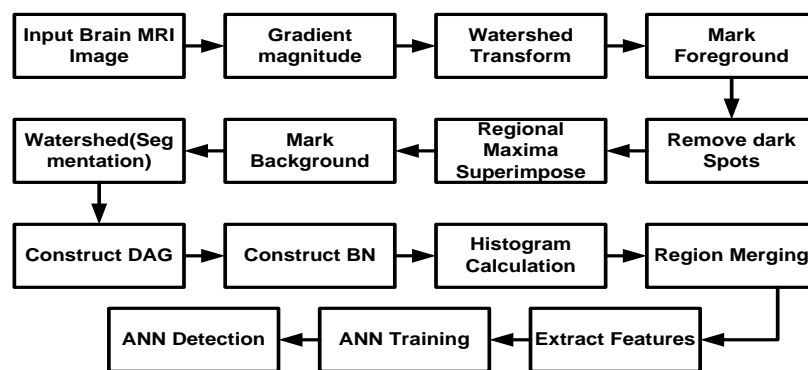 Input Brain MRI
Image
Gradient
magnitude
Watershed
Transform
Mark
Foreground
Remove dark
Spots
Regional
Maxima
Superimpose
Mark
Background
Watershed(Seg
mentation)
Construct DAG
Construct BN
Histogram
Calculation
Region Merging
Extract Features
ANN Training
ANN Detection